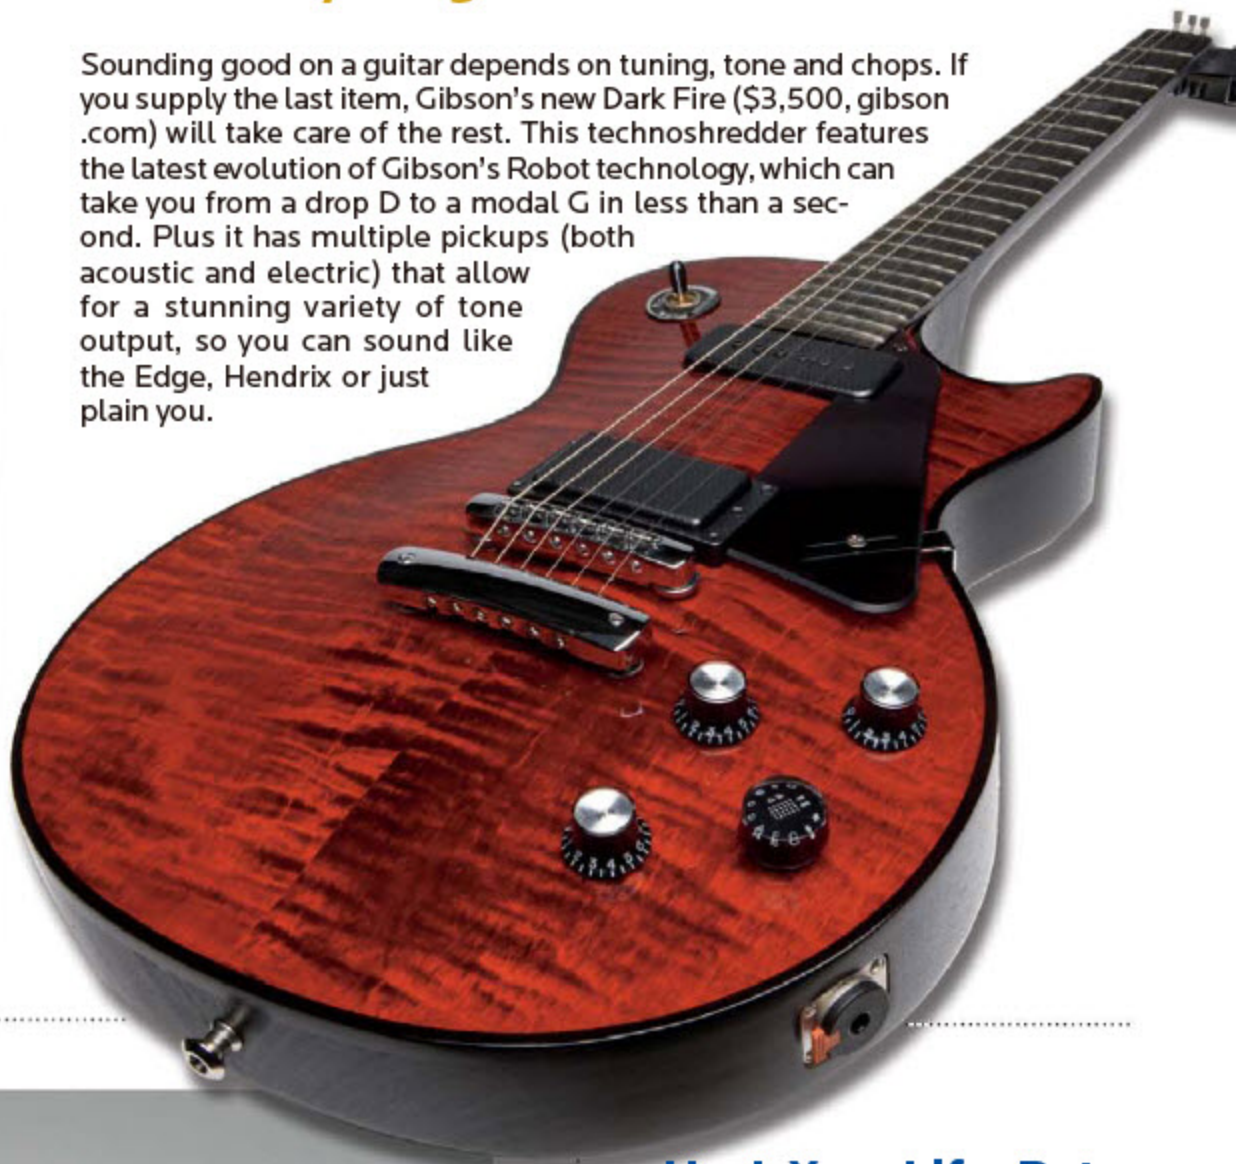 Sounding good on a guitar depends on tuning, tone and chops. If
you supply the last item, Gibson's new Dark Fire ($3,500, gibson
.com) will take care of the rest. This technoshredder features
the latest evolution of Gibson's Robot technology, which can
take you from a drop D to a modal G in less than a sec-
ond. Plus it has multiple pickups (both
acoustic and electric) that allow
for a stunning variety of tone
output, so you can sound like
the Edge, Hendrix or just
plain you.